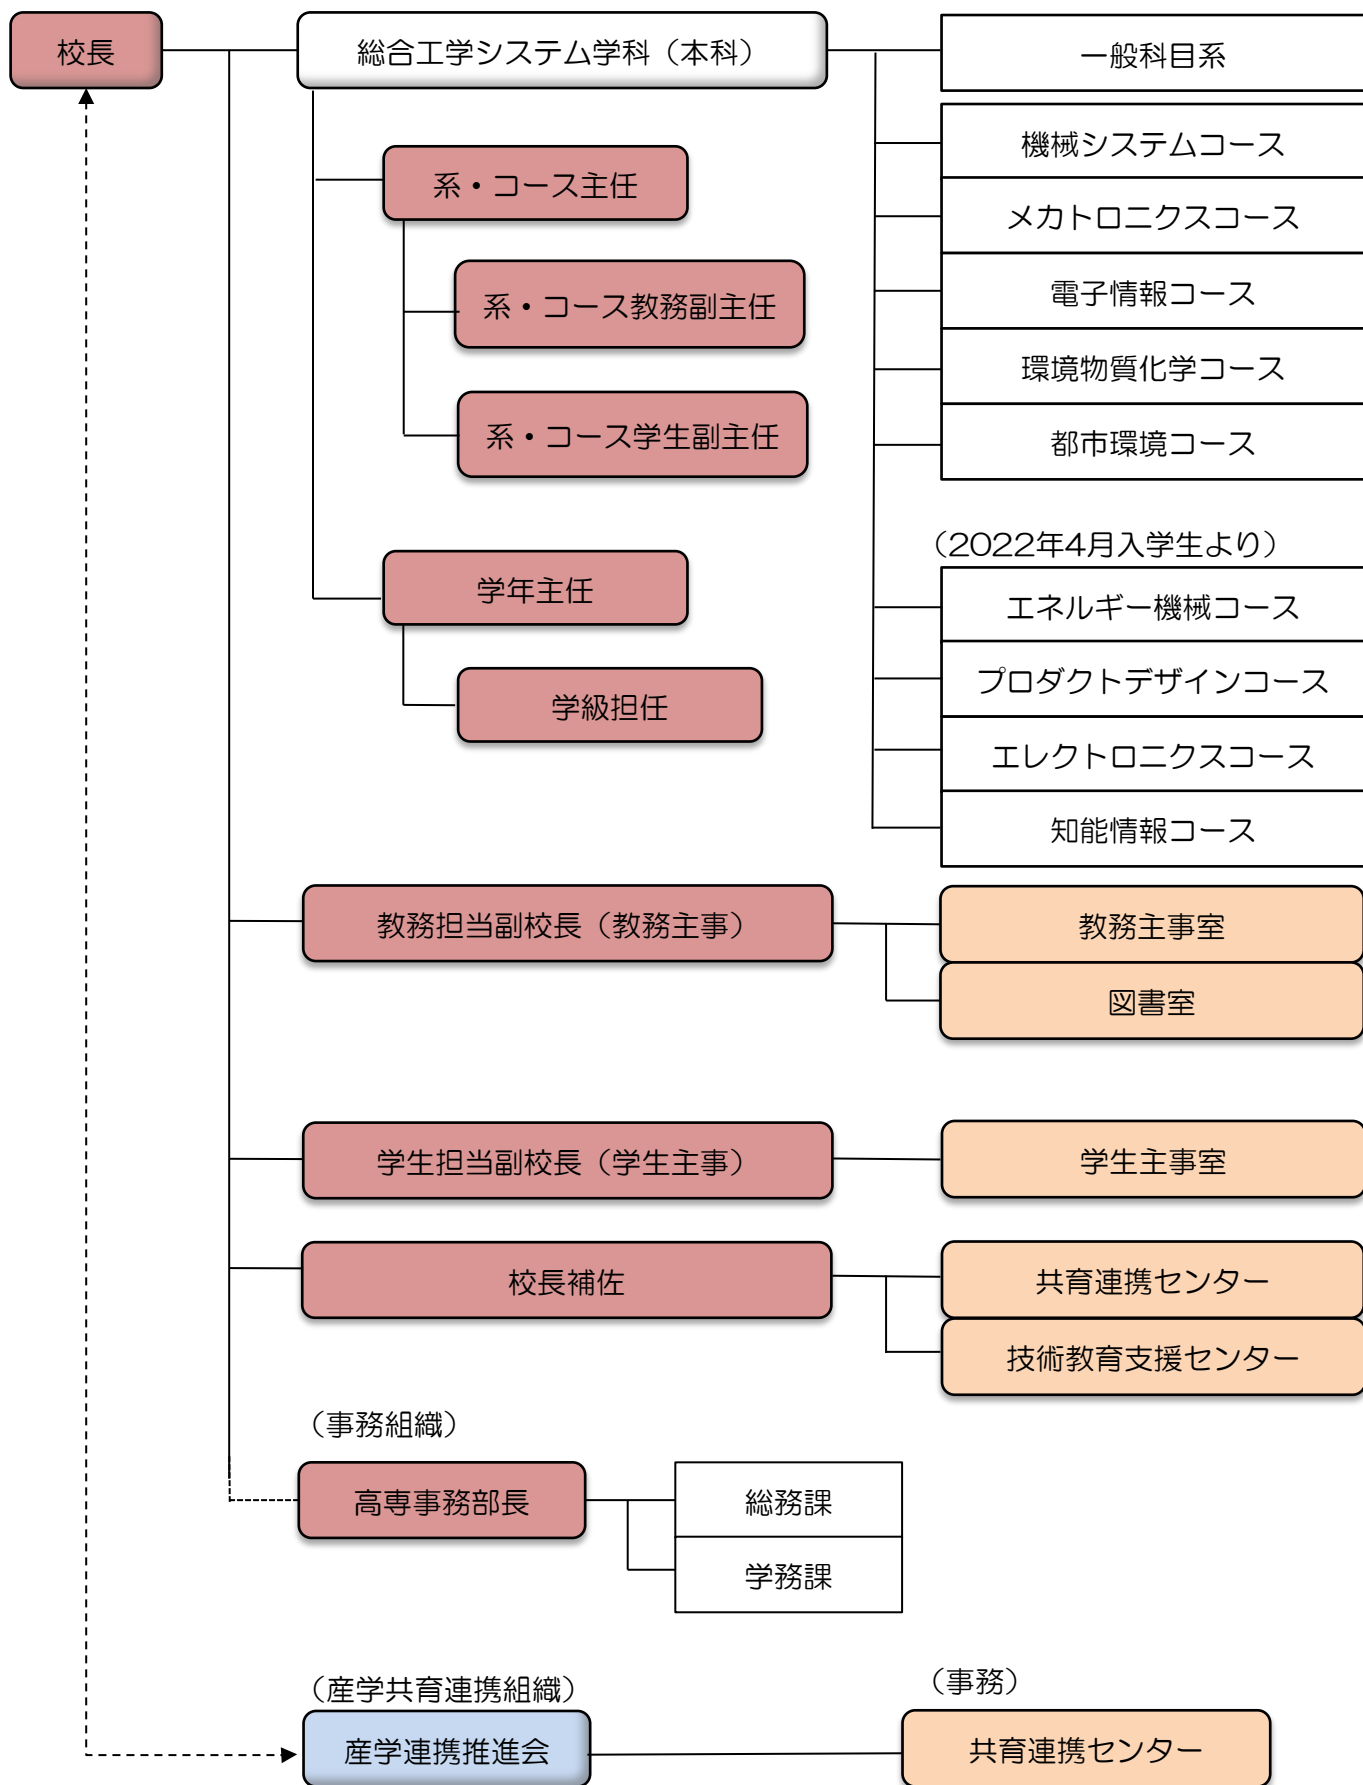 校長
総合工学システム学科（本科）
一般科目系
機械システムコース
系・コース主任
メカトロニクスコース
系・コース教務副主任
電子情報コース
環境物質化学コース
系・コース学生副主任
都市環境コース
（2022年4月入学生より）
学年主任
エネルギー機械コース
プロダクトデザインコース
学級担任
エレクトロニクスコース
知能情報コース
教務担当副校長（教務主事）
教務主事室
図書室
学生担当副校長（学生主事）
学生主事室
校長補佐
共育連携センター
技術教育支援センター
（事務組織）
高専事務部長
総務課
学務課
（産学共育連携組織）
（事務）
産学連携推進会
共育連携センター